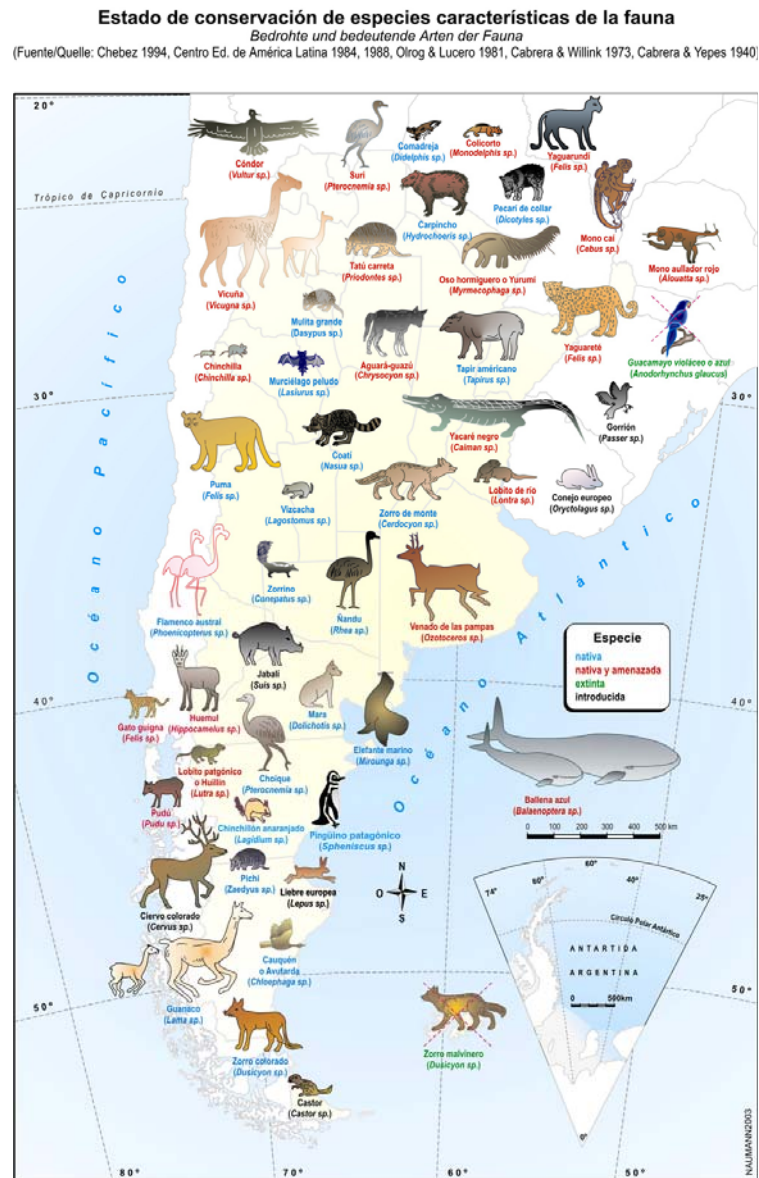 Estado de conservación de especies características de la fauna
Bedrohte und bedeutende Arten der Fauna
(Fuente/Quelle: Chebez 1994, Centro Ed. de América Latina 1984, 1988, Olrog & Lucero 1981, Cabrera & Willink 1973, Cabrera & Yepes 1940)
20°
Trópico de Capricornio
Cóndor
(Vultur sp.)
Suri
(Pterocnemia sp.)
Comadreja
(Didelphis sp.)
Colicorto
(Monodelphis sp.)
Yaguarundí
(Felis sp.)
Carpincho
(Hydrochoeris sp.)
Pecarí de collar
(Dicotyles sp.)
Mono caí
(Cebus sp.)
Mono aullador rojo
(Alouatta sp.)
Vicuña
(Vicugna sp.)
Tatú carreta
(Priodontes sp.)
Oso hormiguero o Yurumí
(Myrmecophaga sp.)
Mulita grande
(Dasypus sp.)
Yaguareté
(Felis sp.)
Guacamayo violáceo o azul
(Anodorhynchus glaucus)
Chinchilla
(Chinchilla sp.)
Murciélago peludo
(Lasiurus sp.)
Aguará-guazú
(Chrysocyon sp.)
Tapir américano
(Tapirus sp.)
30°
30°
Gorrión
(Passer sp.)
Puma
(Felis sp.)
Coatí
(Nasua sp.)
Yacaré negro
(Caiman sp.)
Vizcacha
(Lagostomus sp.)
Zorro de monte
(Cerdocyon sp.)
Lobito de río
(Lontra sp.)
Conejo europeo
(Oryctolagus sp.)
Océano Pacífico
Océano Atlántico
Flamenco austral
(Phoenicopterus sp.)
Zorrino
(Conepatus sp.)
Ñandu
(Rhea sp.)
Venado de las pampas
(Ozotoceros sp.)
Especie
nativa
nativa y amenazada
extinta
introducida
Jabalí
(Suis sp.)
40°
40°
Gato guigna
(Felis sp.)
Huemul
(Hippocamelus sp.)
Mara
(Dolichotis sp.)
Elefante marino
(Mirounga sp.)
Lobito patgónico
o Huillín
(Lutra sp.)
Choique
(Pterocnemia sp.)
Pudú
(Pudu sp.)
Ballena azul
(Balaenoptera sp.)
0 100 200 300 400 500 km
Chinchillón anaranjado
(Lagidium sp.)
Pingüino patagónico
(Spheniscus sp.)
Pichi
(Zaedyus sp.)
Liebre europea
(Lepus sp.)
Ciervo colorado
(Cervus sp.)
N
O E
S
74° 60° 60° 40° 25°
Círculo Polar Antártico
ANTARTIDA
ARGENTINA
0 500km
0°
Cauquén
o Avutarda
(Chloephaga sp.)
Guanaco
(Lama sp.)
50°
Zorro colorado
(Dusicyon sp.)
Zorro malvinero
(Dusicyon sp.)
Castor
(Castor sp.)
80° 70° 60° 50°
NAUMANN2003